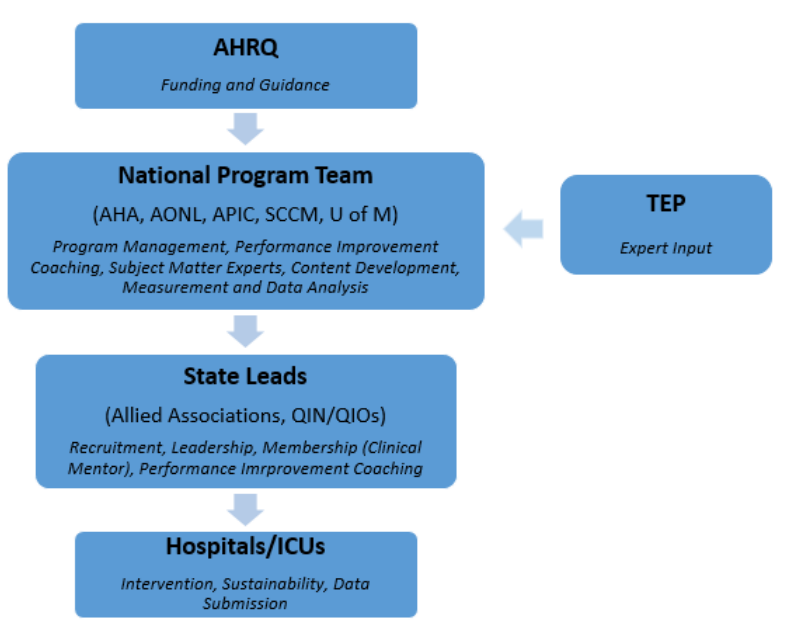 AHRQ
Funding and Guidance
National Program Team
(AHA, AONL, APIC, SCCM, U of M)
Program Management, Performance Improvement
Coaching, Subject Matter Experts, Content Development,
Measurement and Data Analysis
TEP
Expert Input
State Leads
(Allied Associations, QIN/QIOs)
Recruitment, Leadership, Membership (Clinical
Mentor), Performance Imrprovement Coaching
Hospitals/ICUs
Intervention, Sustainability, Data
Submission